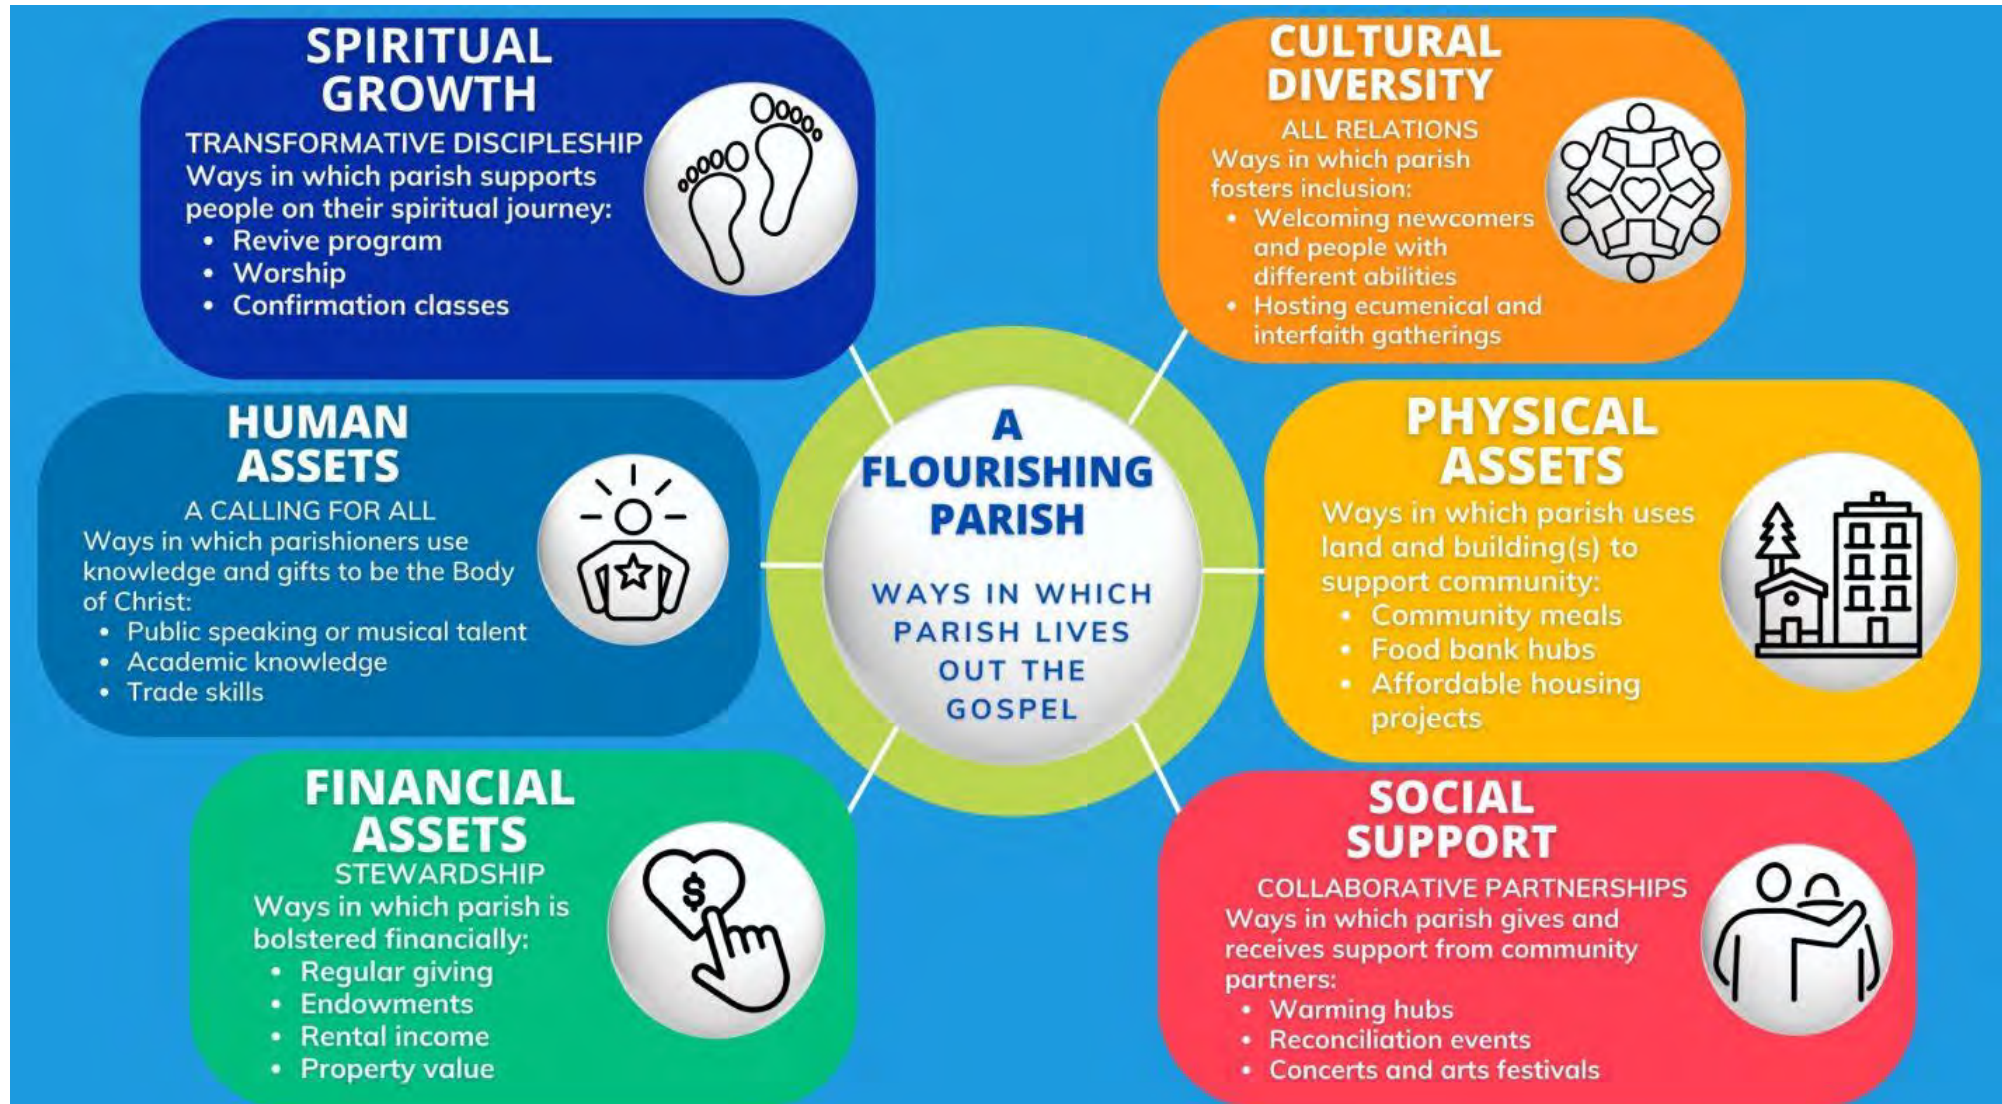 SPIRITUAL
GROWTH
TRANSFORMATIVE DISCIPLESHIP
Ways in which parish supports
people on their spiritual journey:
• Revive program
• Worship
• Confirmation classes
CULTURAL
DIVERSITY
ALL RELATIONS
Ways in which parish
fosters inclusion:
• Welcoming newcomers
and people with
different abilities
• Hosting ecumenical and
interfaith gatherings
HUMAN
ASSETS
A CALLING FOR ALL
Ways in which parishioners use
knowledge and gifts to be the Body
of Christ:
• Public speaking or musical talent
• Academic knowledge
• Trade skills
A
FLOURISHING
PARISH
WAYS IN WHICH
PARISH LIVES
OUT THE
GOSPEL
PHYSICAL
ASSETS
Ways in which parish uses
land and building(s) to
support community:
• Community meals
• Food bank hubs
• Affordable housing
projects
FINANCIAL
ASSETS
STEWARDSHIP
Ways in which parish is
bolstered financially:
• Regular giving
• Endowments
• Rental income
• Property value
$
SOCIAL
SUPPORT
COLLABORATIVE PARTNERSHIPS
Ways in which parish gives and
receives support from community
partners:
• Warming hubs
• Reconciliation events
• Concerts and arts festivals